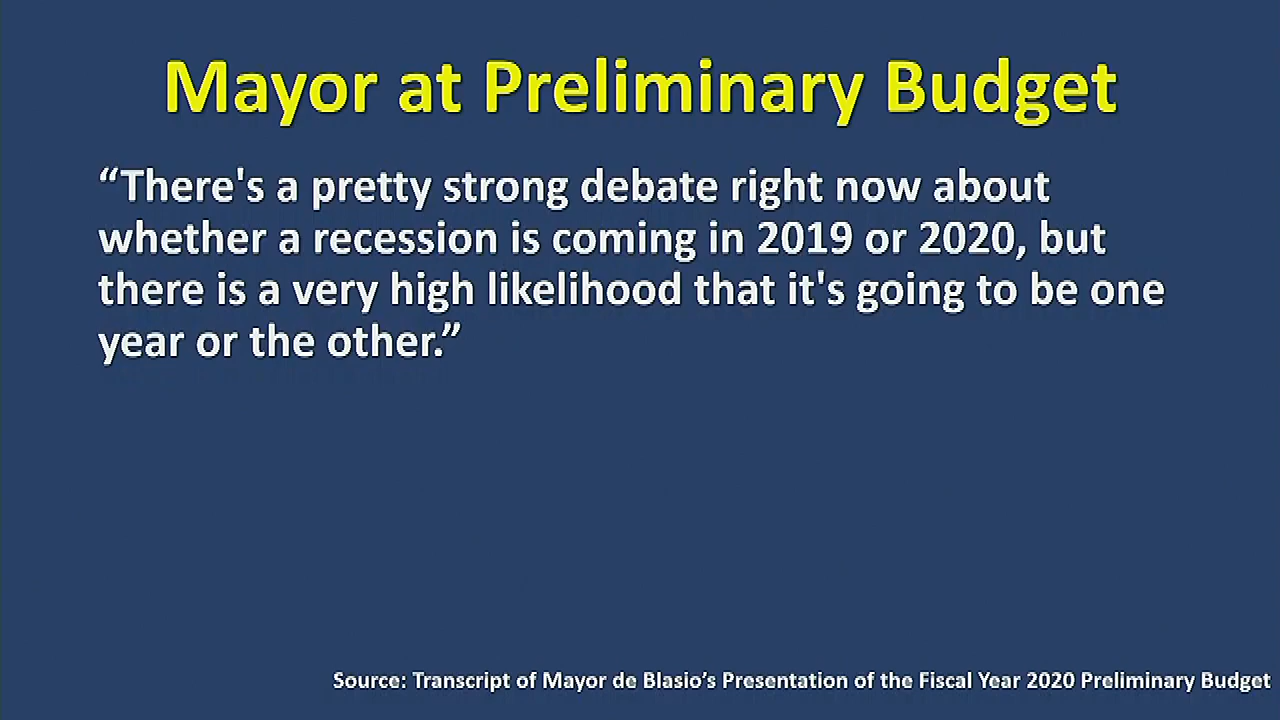 Mayor at Preliminary Budget
“There's a pretty strong debate right now about
whether a recession is coming in 2019 or 2020, but
there is a very high likelihood that it's going to be one
year or the other.”
Source: Transcript of Mayor de Blasio’s Presentation of the Fiscal Year 2020 Preliminary Budget